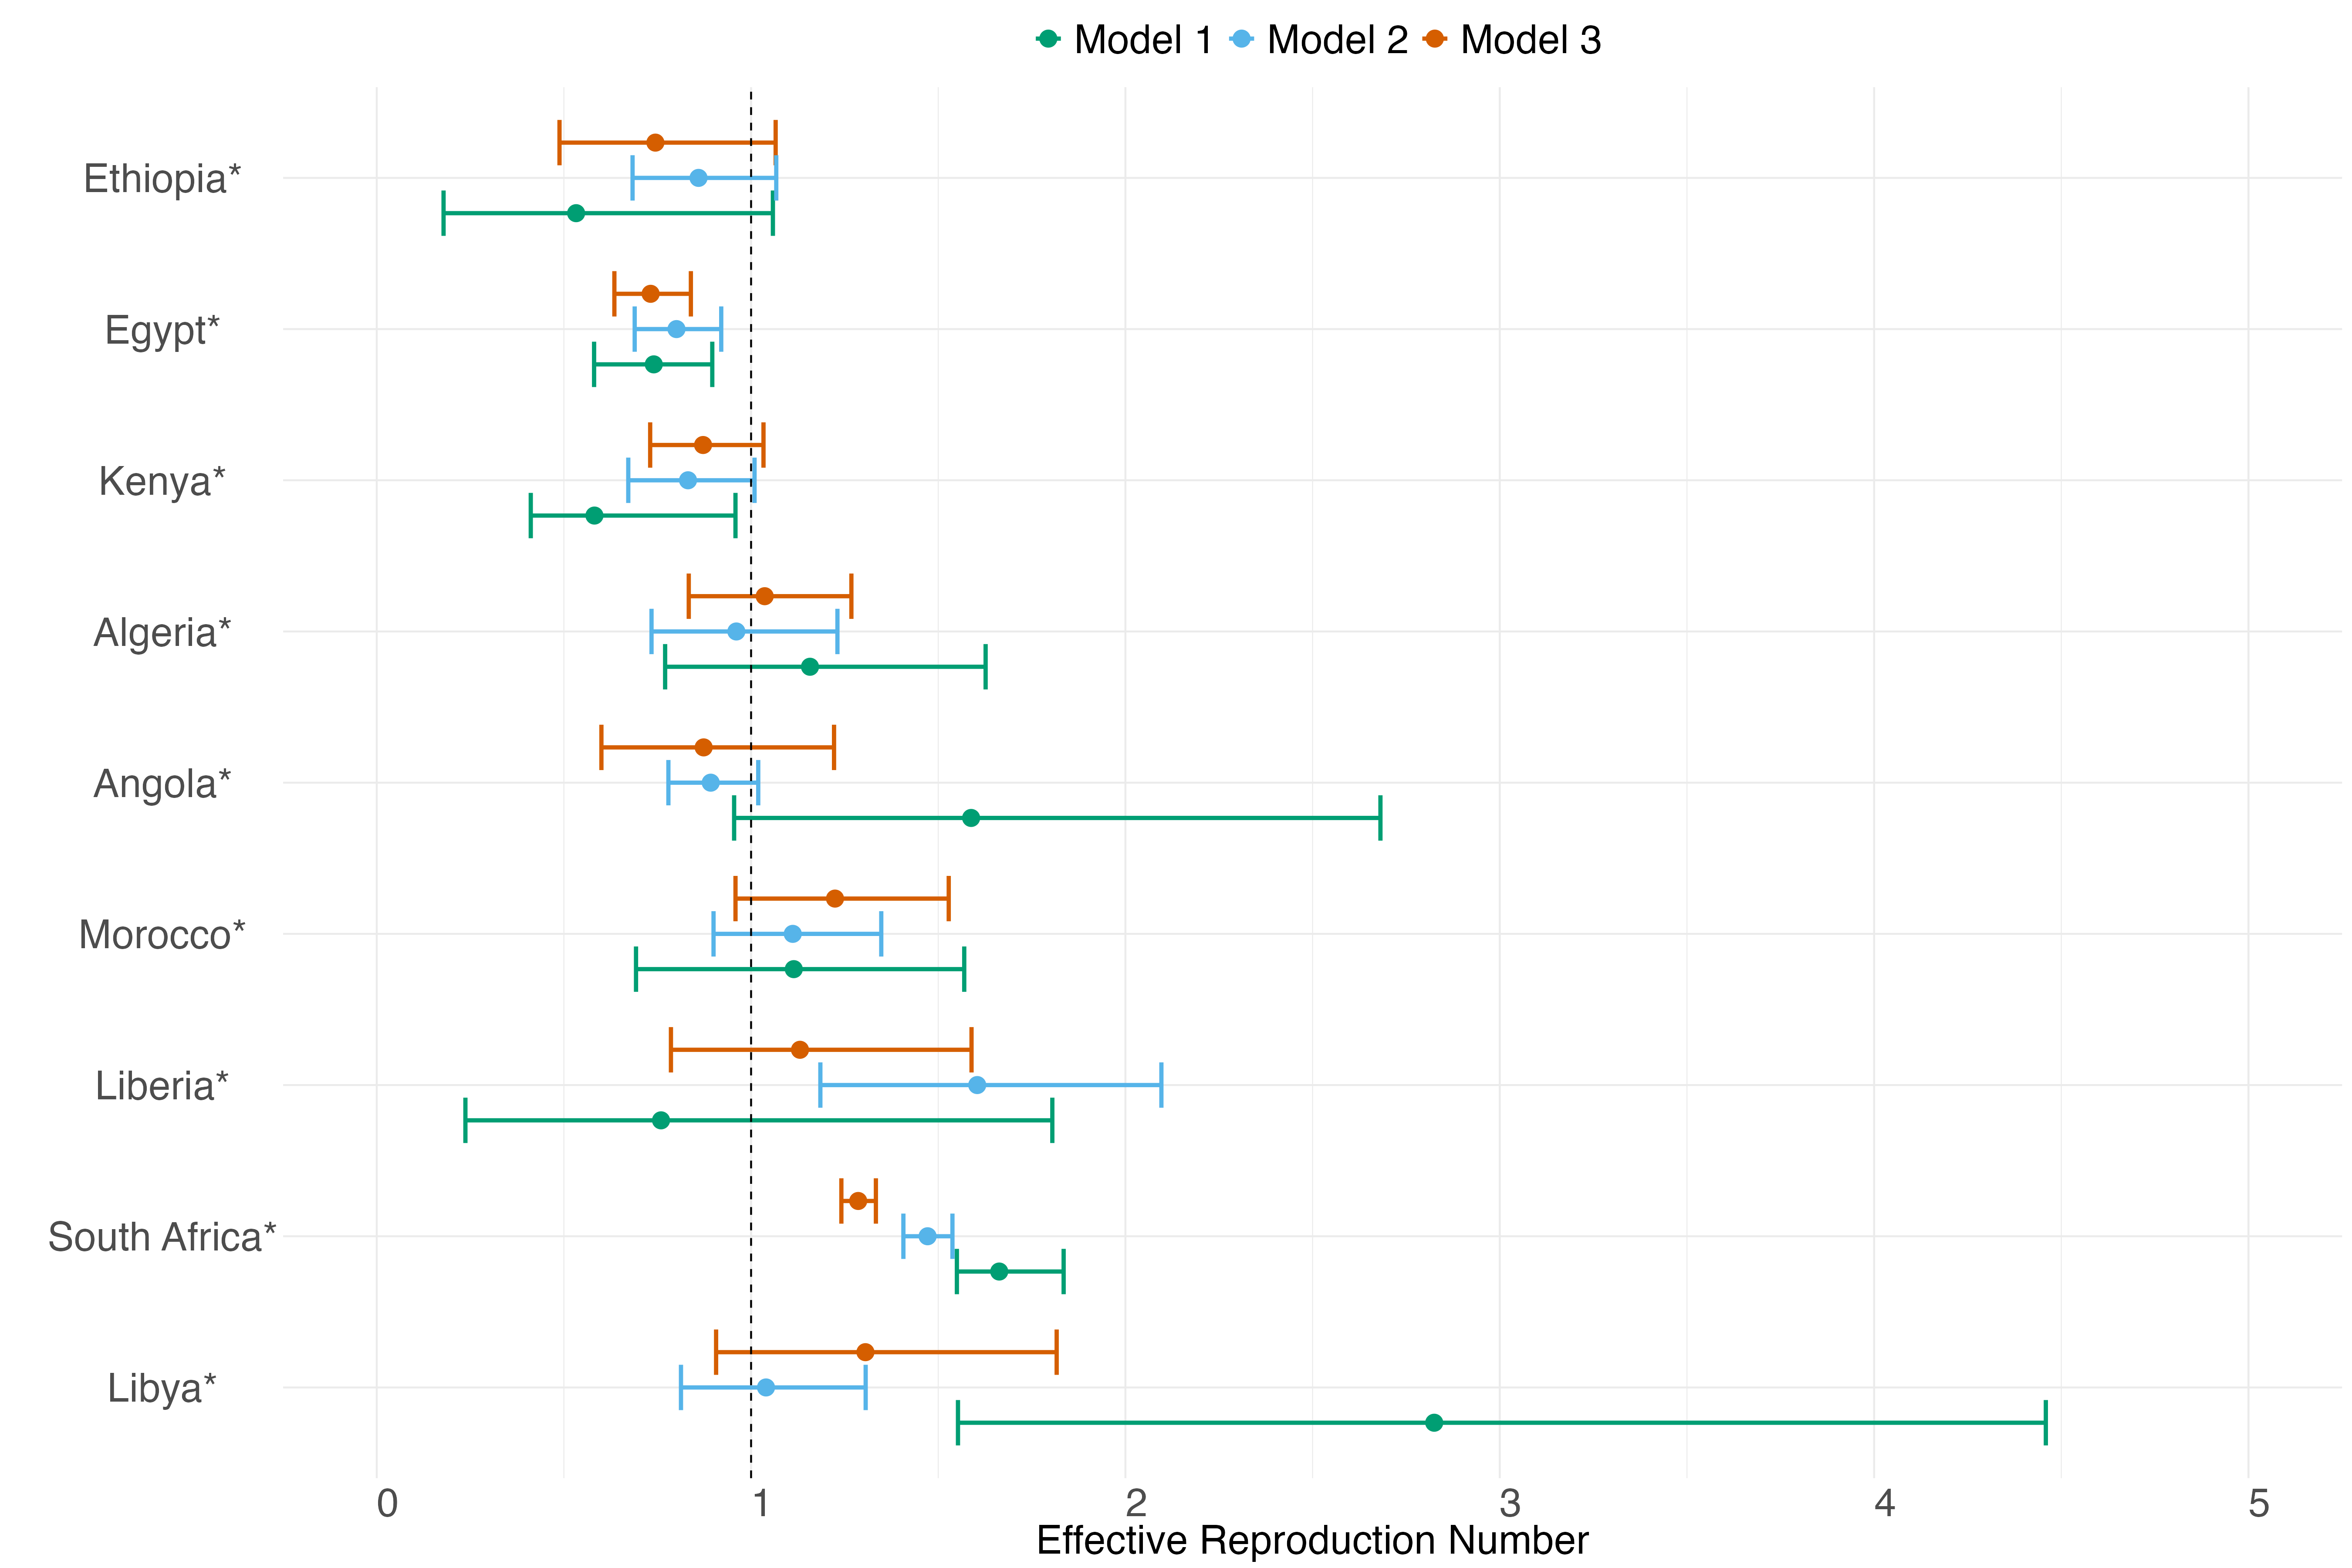 Model 1 Model 2 Model 3
Ethiopia*
Egypt*
Kenya*
Algeria*
Angola*
Morocco*
Liberia*
South Africa*
Libya*
0 1 2 3 4 5
Effective Reproduction Number